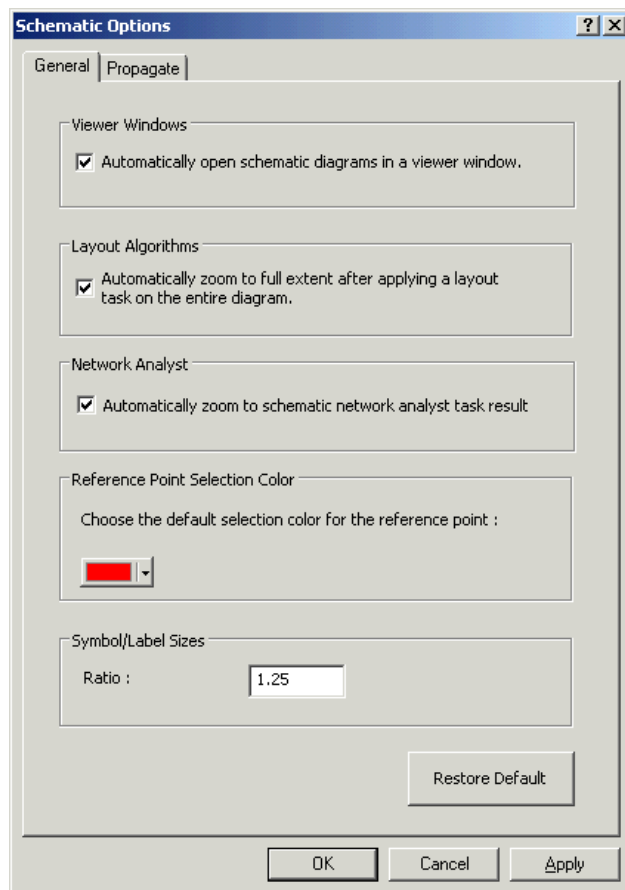 Schematic Options
General
Propagate
Viewer Windows
Automatically open schematic diagrams in a viewer window.
Layout Algorithms
Automatically zoom to full extent after applying a layout
task on the entire diagram.
Network Analyst
Automatically zoom to schematic network analyst task result
Reference Point Selection Color
Choose the default selection color for the reference point :
Symbol/Label Sizes
Ratio :
1.25
Restore Default
OK
Cancel
Apply